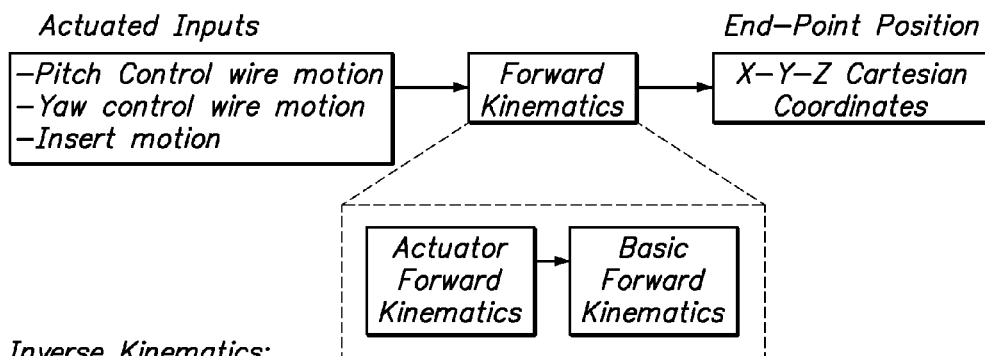 Actuated Inputs
End-Point Position
-Pitch Control wire motion
-Yaw control wire motion
-Insert motion
Forward
Kinematics
X-Y-Z Cartesian
Coordinates
Actuator
Forward
Kinematics
Basic
Forward
Kinematics
Inverse Kinematics: